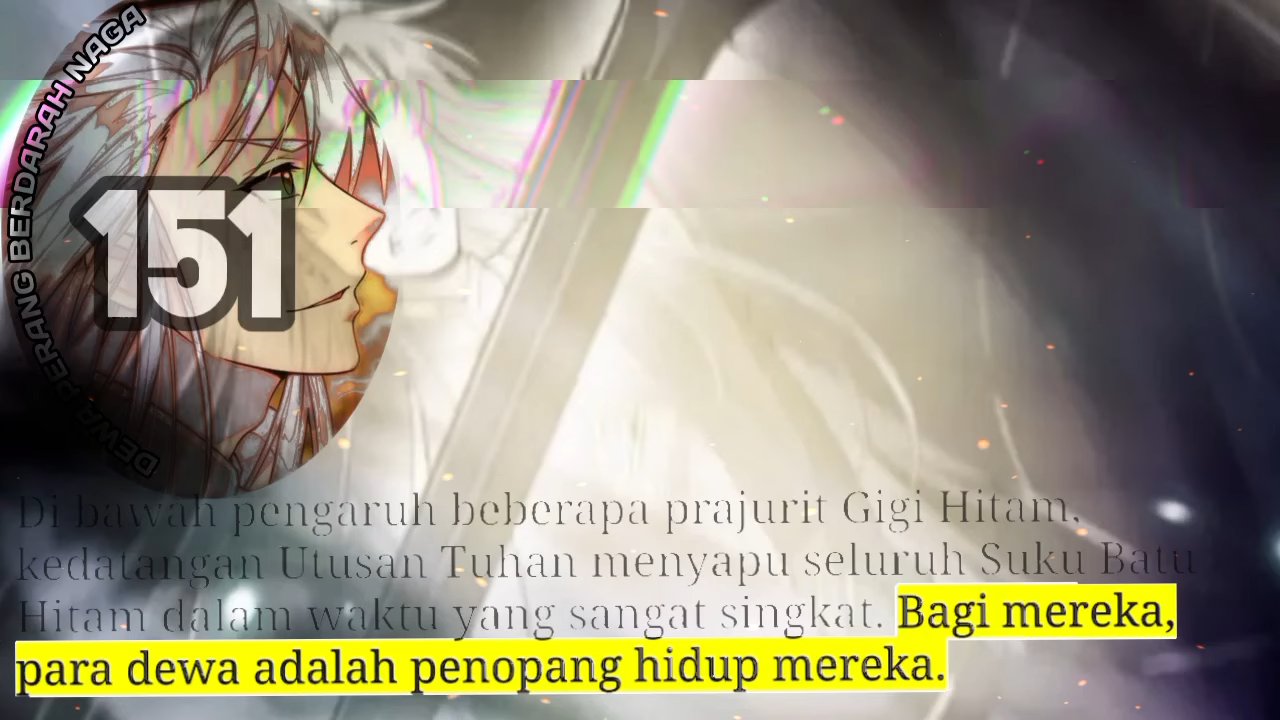 DEWA PERANG BERDARAH NAGA
151
Di bawah pengaruh beberapa prajurit Gigi Hitam,
kedatangan Utusan Tuhan menyapu seluruh Suku Batu
Hitam dalam waktu yang sangat singkat. Bagi mereka,
para dewa adalah penopang hidup mereka.